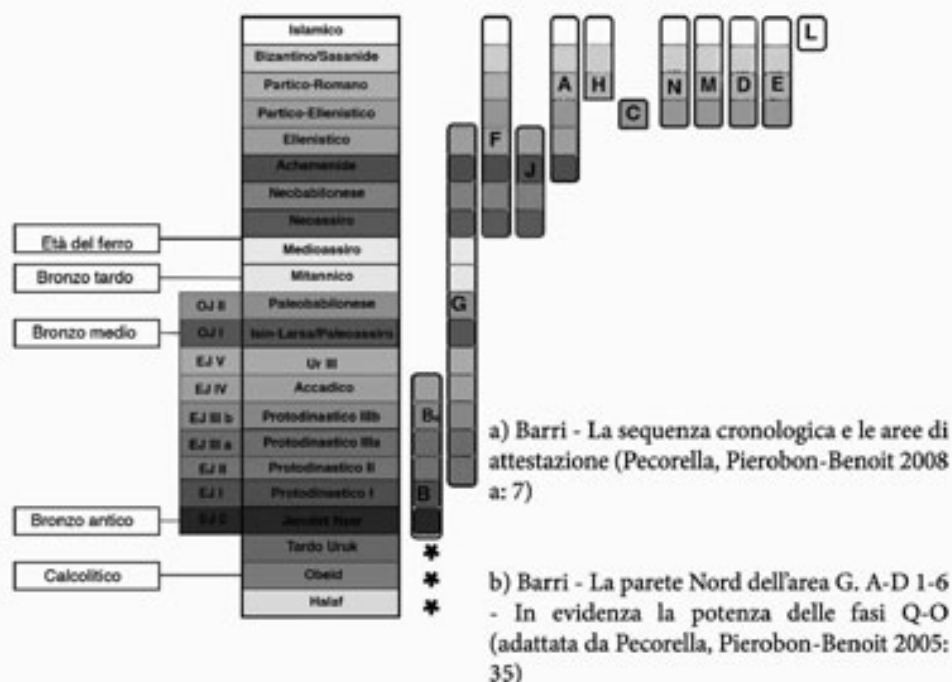 Islamico
Bizantino/Sasanide
Partico-Romano
Partico-Ellenistico
Ellenistico
Achemenide
Neobabilonese
Neoassiro
Medioassiro
Mitannico
OJ II Paleobabilonese
OJ I Isin-Larsa/Paleoassiro
EJ V Ur III
EJ IV Accadico
EJ III b Protodinastico IIIb
EJ III a Protodinastico IIIa
EJ II Protodinastico II
EJ I Protodinastico I
EJ 0 Jemdet Nasr
Tardo Uruk
Obeid
Halaf
Età del ferro
Bronzo tardo
Bronzo medio
Bronzo antico
Calcolitico
B
B
G
F
J
A
H
C
N
M
D
E
L
a) Barri - La sequenza cronologica e le aree di
attestazione (Pecorella, Pierobon-Benoit 2008
a: 7)
b) Barri - La parete Nord dell'area G. A-D 1-6
- In evidenza la potenza delle fasi Q-O
(adattata da Pecorella, Pierobon-Benoit 2005:
35)